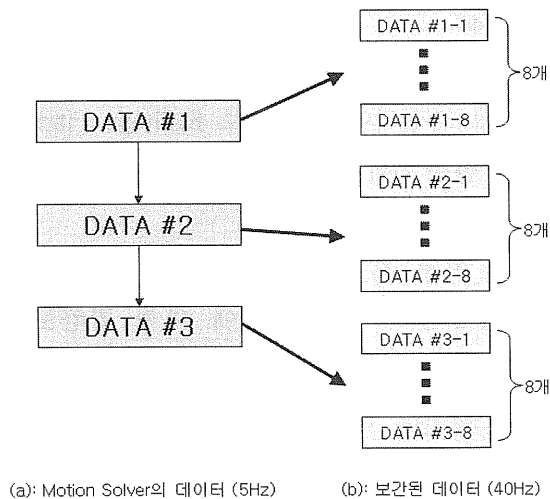 DATA #1
DATA #2
DATA #3
DATA #1-1
DATA #1-8
8개
DATA #2-1
DATA #2-8
8개
DATA #3-1
DATA #3-8
8개
(a): Motion Solver의 데이터 (5Hz)
(b): 보간된 데이터 (40Hz)